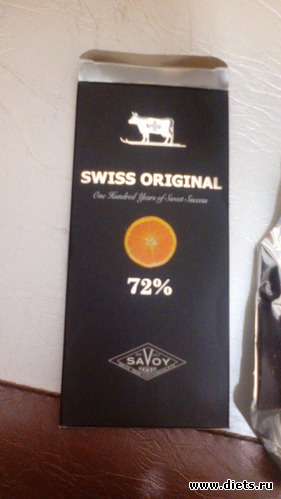 SWISS ORIGINAL
One Hundred Years of Sweet Success
72%
SAVOY
www.diets.ru